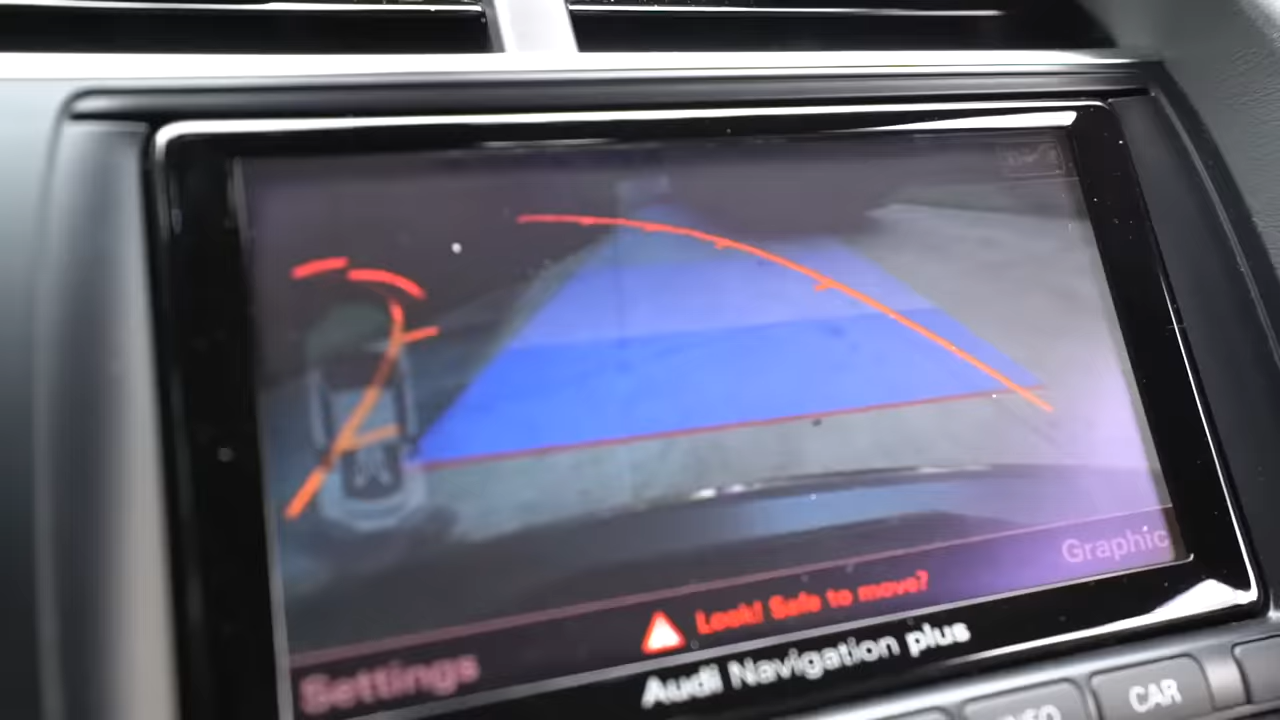 Graphic
Look! Safe to move?
Settings
Audi Navigation plus
CAR